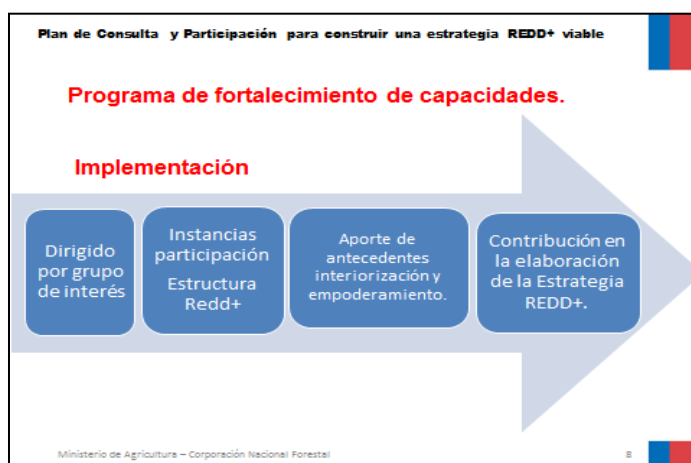 Plan de Consulta y Participación para construir una estrategia REDD+ viable
Programa de fortalecimiento de capacidades.
Implementación
Dirigido
por grupo
de interés
Instancias
participación
Estructura
Redd+
Aporte de
antecedentes
interiorización y
empoderamiento.
Contribución en
la elaboración
de la Estrategia
REDD+.
Ministerio de Agricultura – Corporación Nacional Forestal
8